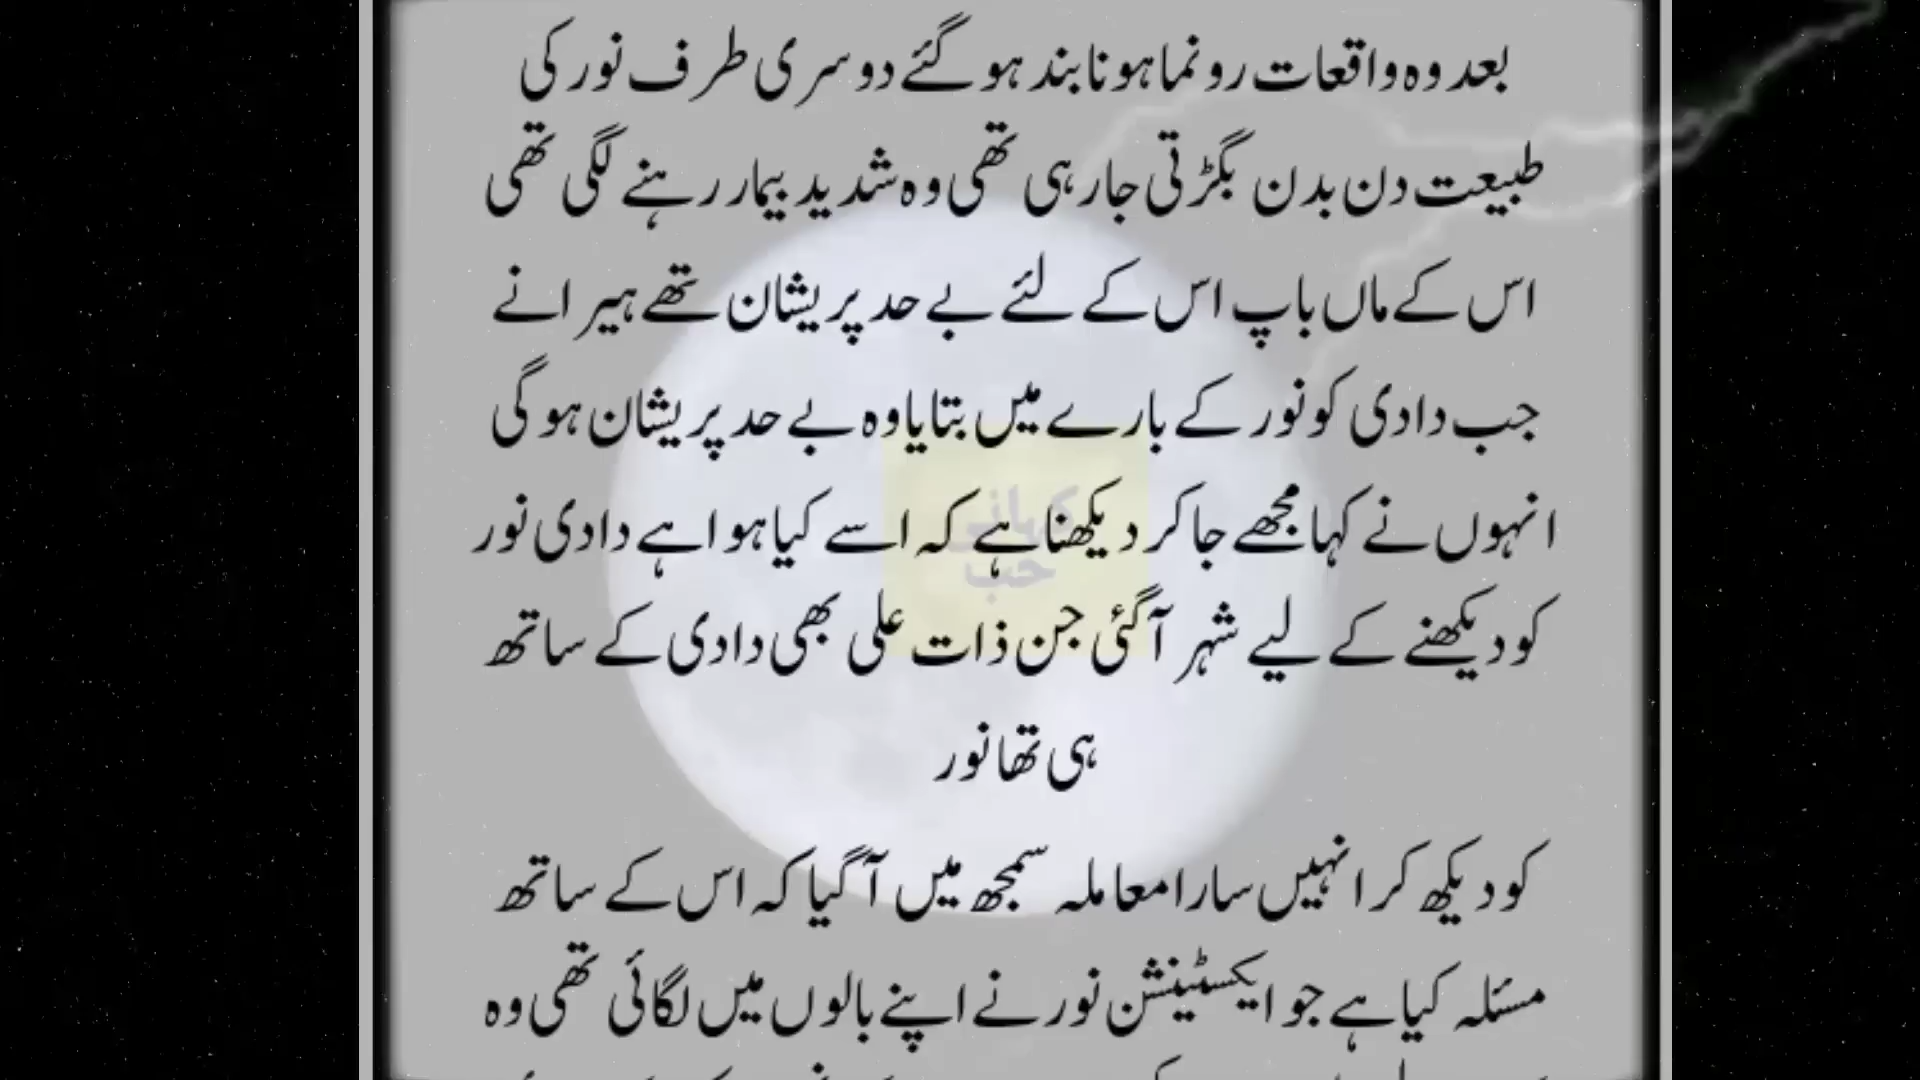 بعد وہ واقعات رونما ہونا بند ہو گئے دوسری طرف نور کی
طبیعت دن بدن بگڑتی جا رہی تھی وہ شدید بیمار رہنے لگی تھی
اس کے ماں باپ اس کے لئے بے حد پریشان تھے ہیرا نے
جب دادی کو نور کے بارے میں بتایا وہ بے حد پریشان ہو گی
انہوں نے کہا مجھے جا کر دیکھنا ہے کہ اسے کیا ہوا ہے دادی نور
کو دیکھنے کے لیے شہر آ گئی جن ذات علی بھی دادی کے ساتھ
ہی تھا نور
کو دیکھ کر انہیں سارا معاملہ سمجھ میں آ گیا کہ اس کے ساتھ
مسئلہ کیا ہے جو ایکسٹینشن نور نے اپنے بالوں میں لگائی تھی وہ
کہانی
حب